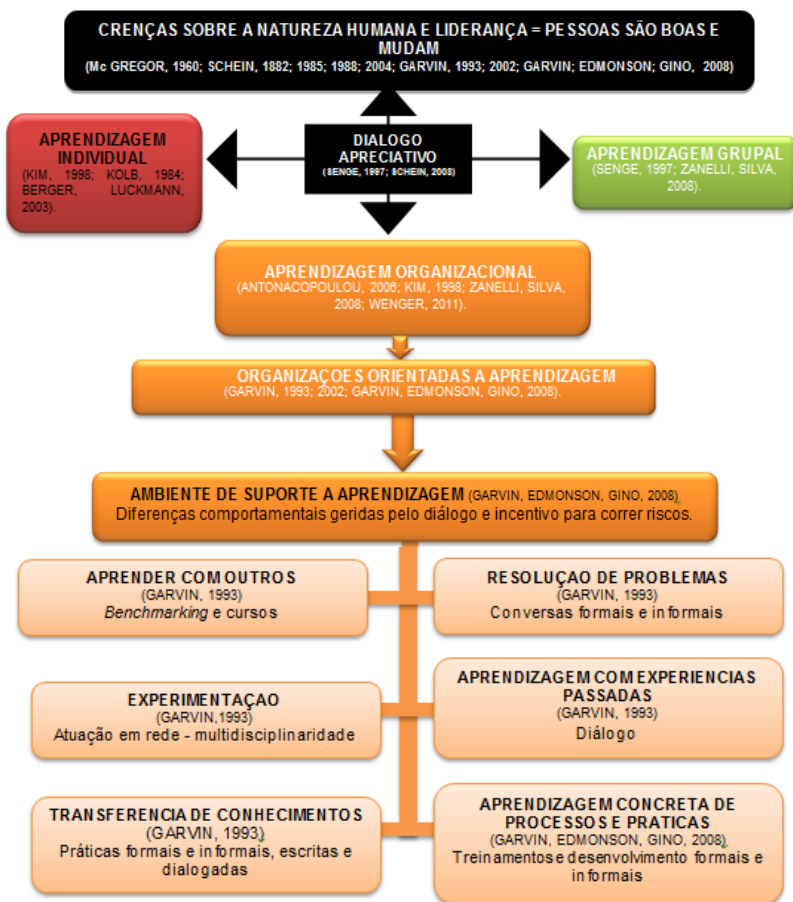 CRENÇAS SOBRE A NATUREZA HUMANA E LIDERANÇA = PESSOAS SÃO BOAS E
MUDAM
(Mc GREGOR, 1960; SCHEIN, 1882; 1985; 1988; 2004; GARVIN, 1993; 2002; GARVIN; EDMONSON; GINO, 2008)
APRENDIZAGEM
INDIVIDUAL
(KIM, 1998; KOLB, 1984;
BERGER, LUCKMANN,
2003).
DIALOGO
APRECIATIVO
(SENGE, 1997; SCHEIN, 2008)
APRENDIZAGEM GRUPAL
(SENGE, 1997; ZANELLI, SILVA,
2008).
APRENDIZAGEM ORGANIZACIONAL
(ANTONACOPOULOU, 2006; KIM, 1998; ZANELLI, SILVA,
2008; WENGER, 2011).
ORGANIZAÇOES ORIENTADAS A APRENDIZAGEM
(GARVIN, 1993; 2002; GARVIN, EDMONSON, GINO, 2008).
AMBIENTE DE SUPORTE A APRENDIZAGEM (GARVIN, EDMONSON, GINO, 2008)
Diferenças comportamentais geridas pelo diálogo e incentivo para correr riscos.
APRENDER COM OUTROS
(GARVIN, 1993)
Benchmarking e cursos
RESOLUÇAO DE PROBLEMAS
(GARVIN, 1993)
Conversas formais e informais
EXPERIMENTAÇAO
(GARVIN,1993)
Atuação em rede - multidisciplinaridade
APRENDIZAGEM COM EXPERIENCIAS
PASSADAS
(GARVIN, 1993)
Diálogo
TRANSFERENCIA DE CONHECIMENTOS
(GARVIN, 1993)
Práticas formais e informais, escritas e
dialogadas
APRENDIZAGEM CONCRETA DE
PROCESSOS E PRATICAS
(GARVIN, EDMONSON, GINO, 2008)
Treinamentos e desenvolvimento formais e
informais